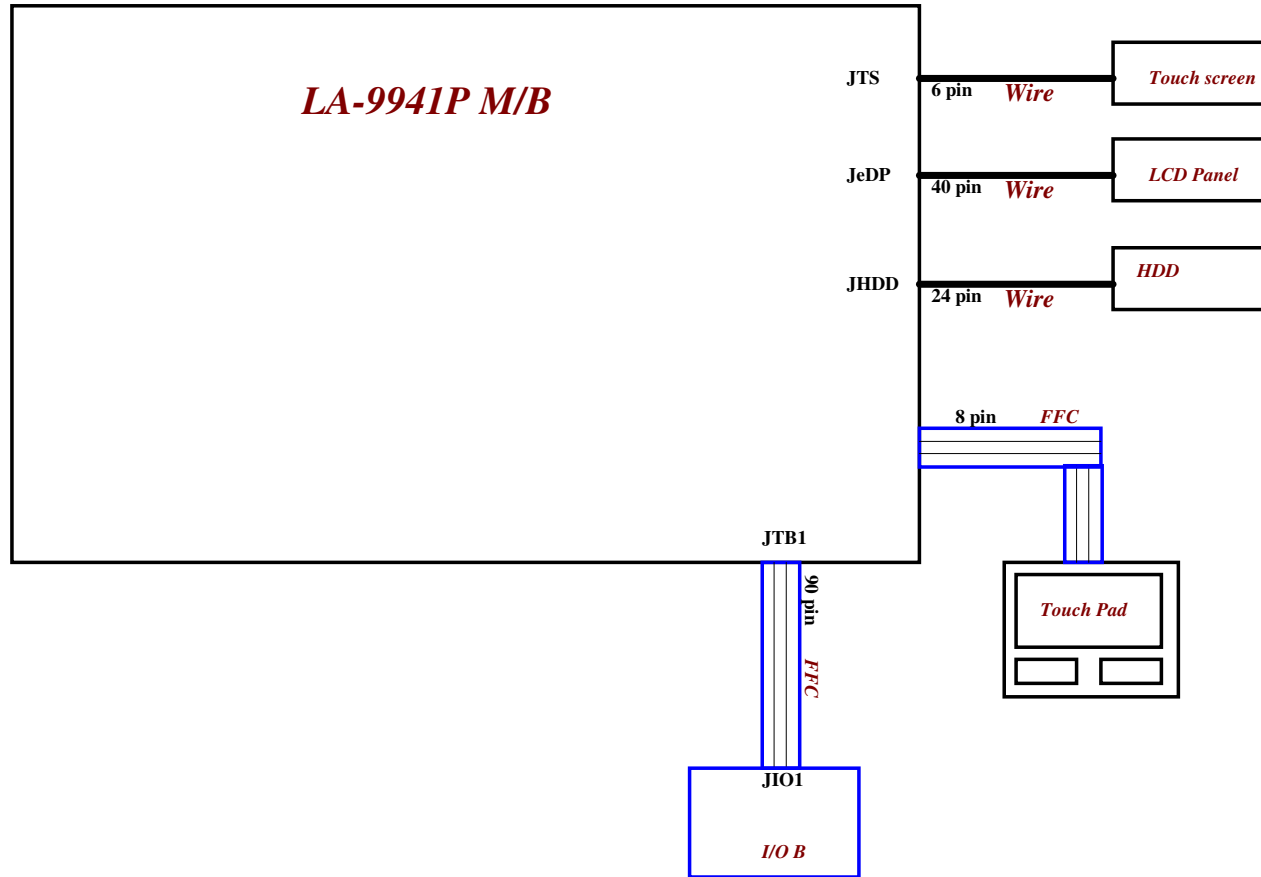 LA-9941P M/B
JTS
6 pin
Wire
Touch screen
JeDP
40 pin
Wire
LCD Panel
JHDD
24 pin
Wire
HDD
8 pin
FFC
Touch Pad
JTB1
90 pin
FFC
JIO1
I/O B